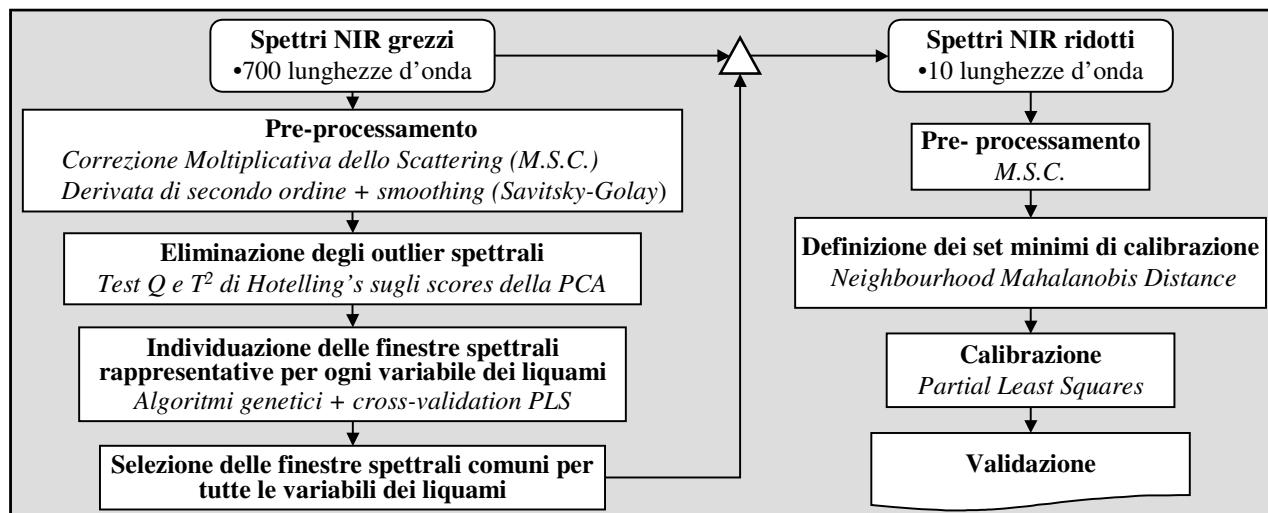 Spettri NIR grezzi
•700 lunghezze d’onda
Pre-processamento
Correzione Moltiplicativa dello Scattering (M.S.C.)
Derivata di secondo ordine + smoothing (Savitsky-Golay)
Eliminazione degli outlier spettrali
Test Q e T² di Hotelling’s sugli scores della PCA
Individuazione delle finestre spettrali
rappresentative per ogni variabile dei liquami
Algoritmi genetici + cross-validation PLS
Selezione delle finestre spettrali comuni per
tutte le variabili dei liquami
Spettri NIR ridotti
•10 lunghezze d’onda
Pre- processamento
M.S.C.
Definizione dei set minimi di calibrazione
Neighbourhood Mahalanobis Distance
Calibrazione
Partial Least Squares
Validazione